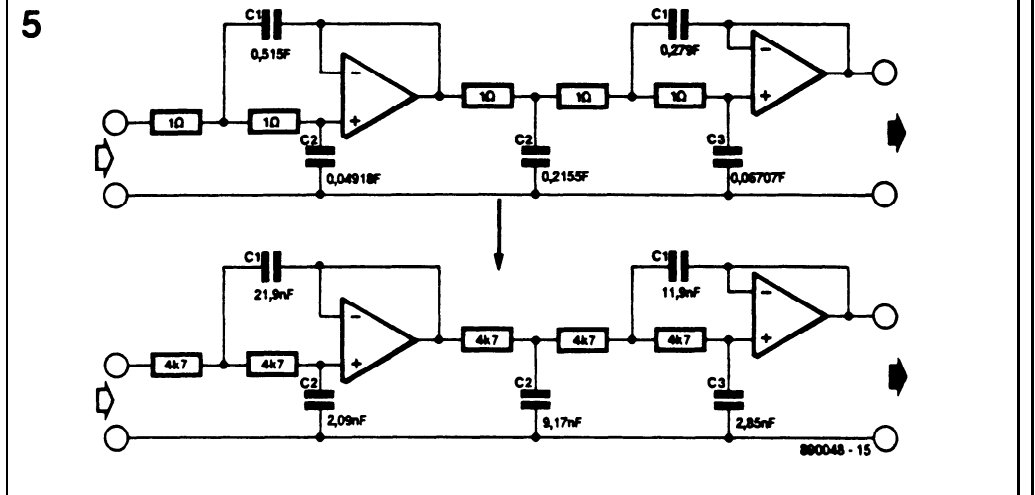 5
C1
0,515F
1Ω
1Ω
C2
0,04918F
1Ω
C2
0,2155F
1Ω
C1
0,279F
1Ω
C3
0,06707F
C1
21,9nF
4k7
4k7
C2
2,09nF
4k7
C2
9,17nF
4k7
C1
11,9nF
4k7
C3
2,85nF
890048 - 15